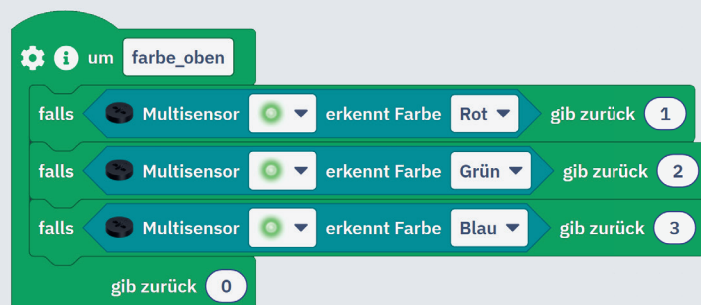 um farbe_oben
falls Multisensor erkennt Farbe Rot gib zurück 1
falls Multisensor erkennt Farbe Grün gib zurück 2
falls Multisensor erkennt Farbe Blau gib zurück 3
gib zurück 0